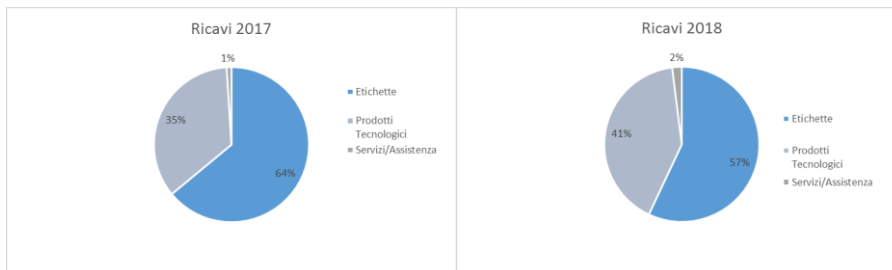 Ricavi 2017
1%
35%
64%
Etichette
Prodotti
Tecnologici
Servizi/Assistenza
Ricavi 2018
2%
41%
57%
Etichette
Prodotti
Tecnologici
Servizi/Assistenza